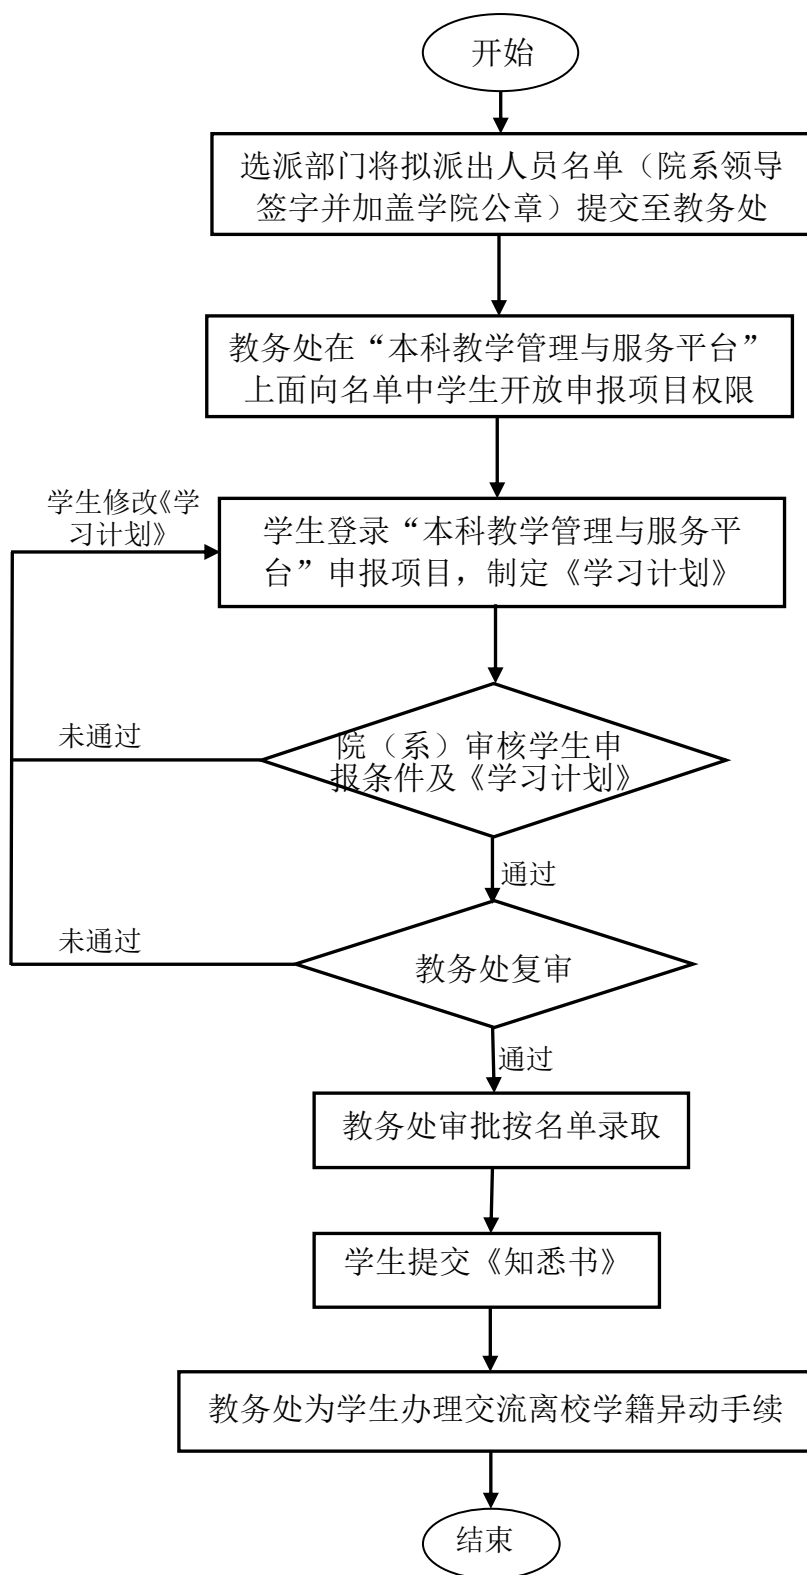 开始
选派部门将拟派出人员名单（院系领导
签字并加盖学院公章）提交至教务处
教务处在“本科教学管理与服务平台”
上面向名单中学生开放申报项目权限
学生修改《学
习计划》
学生登录“本科教学管理与服务平
台”申报项目，制定《学习计划》
未通过
院（系）审核学生申
报条件及《学习计划》
通过
未通过
教务处复审
通过
教务处审批按名单录取
学生提交《知悉书》
教务处为学生办理交流离校学籍异动手续
结束